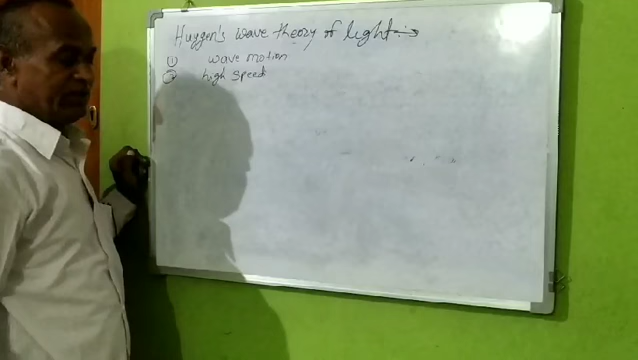 Huygen's wave theory of light :→
① wave motion
② high speed